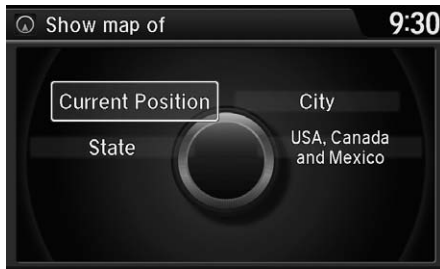 Show map of 9:30
Current Position
City
State
USA, Canada
and Mexico